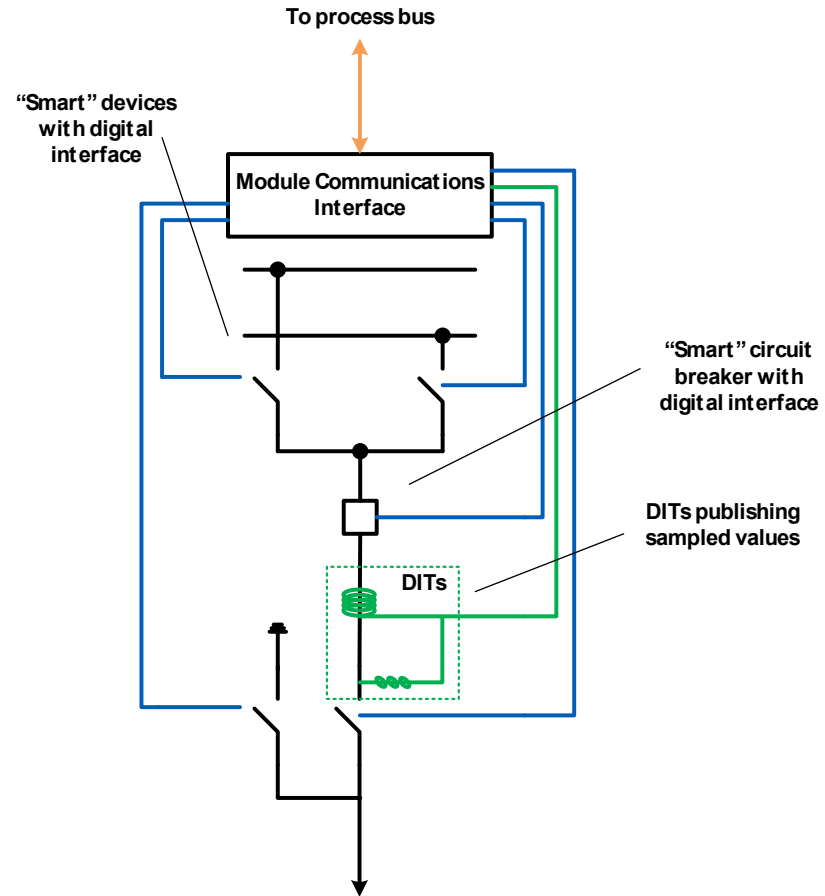 To process bus
“Smart” devices
with digital
interface
Module Communications
Interface
“Smart” circuit
breaker with
digital interface
DITs publishing
sampled values
DITs